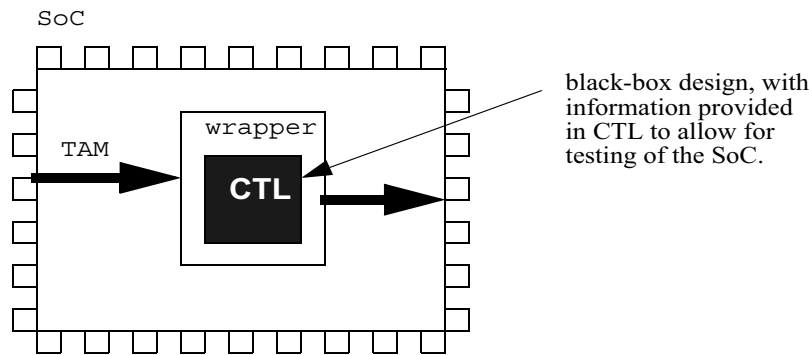 SoC
black-box design, with
information provided
in CTL to allow for
testing of the SoC.
wrapper
TAM
CTL